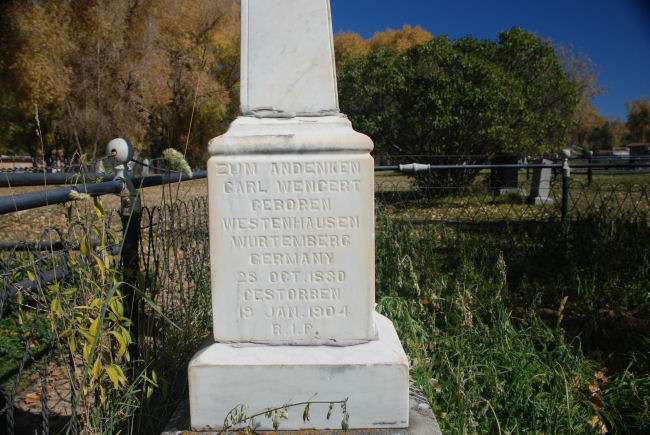 ZUM ANDENKEN
CARL WENGERT
GEBOREN
WESTENHAUSEN
WURTEMBERG
GERMANY
28 OCT. 1830
GESTORBEN
19 JAN. 1904
R.I.P.